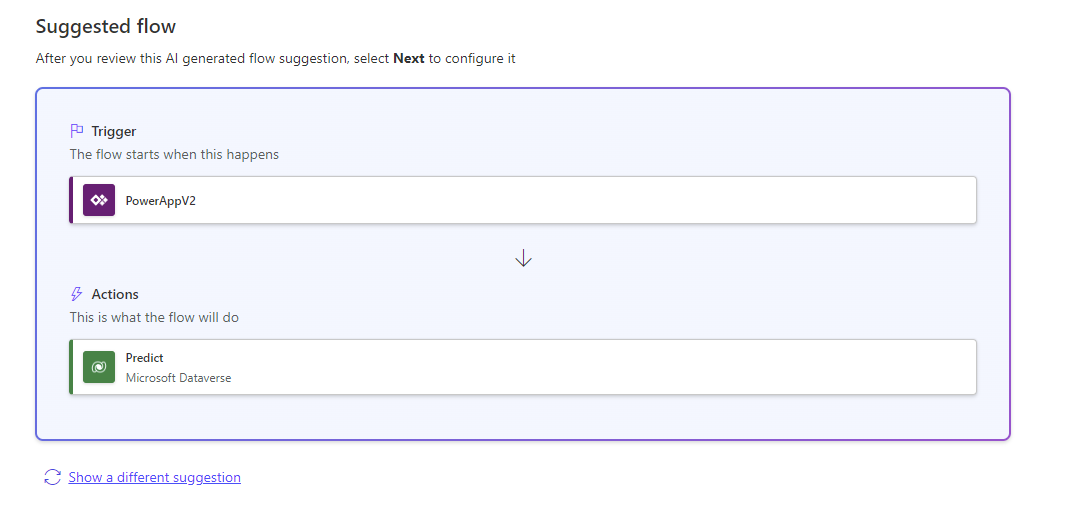 Suggested flow
After you review this AI generated flow suggestion, select Next to configure it
Trigger
The flow starts when this happens
PowerAppV2
Actions
This is what the flow will do
Predict
Microsoft Dataverse
Show a different suggestion